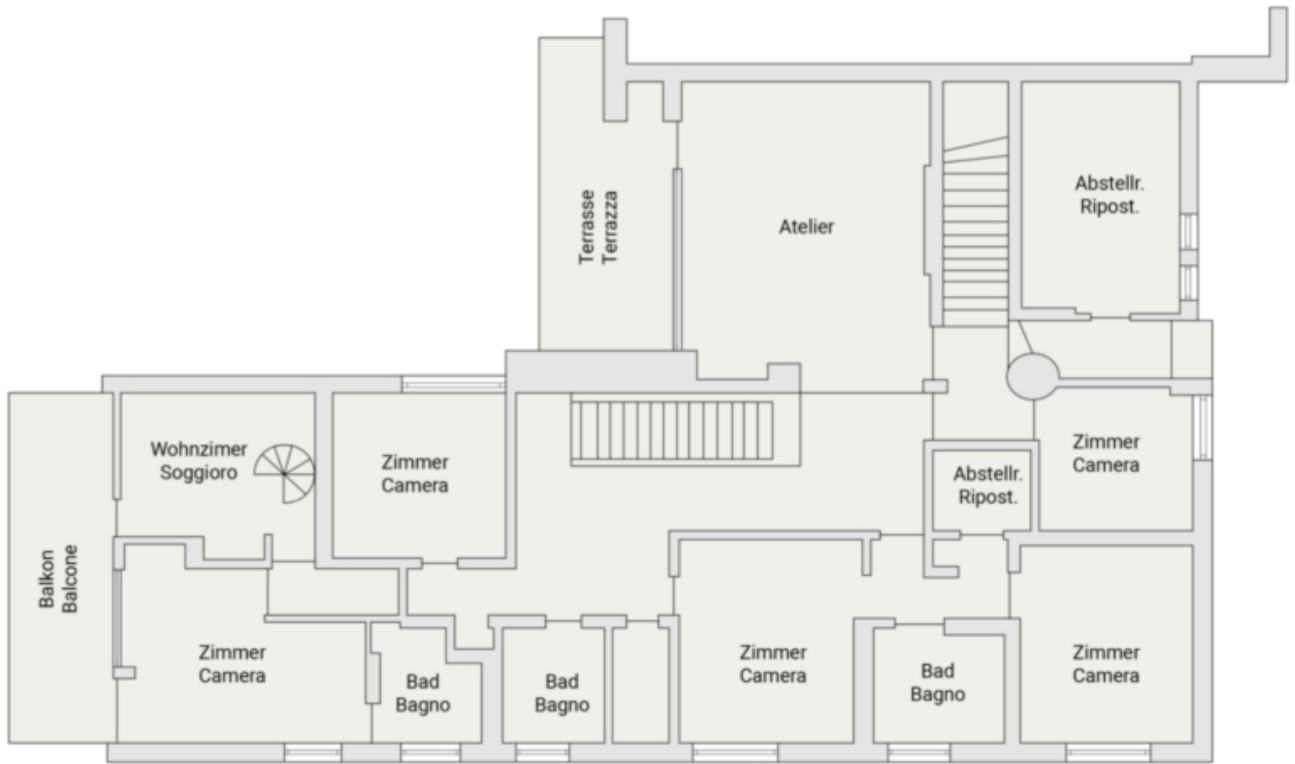 Abstellr.
Ripost.
Terrasse
Terrazza
Atelier
Wohnzimer
Soggioro
Zimmer
Camera
Zimmer
Camera
Abstellr.
Ripost.
Balkon
Balcone
Zimmer
Camera
Bad
Bagno
Bad
Bagno
Zimmer
Camera
Bad
Bagno
Zimmer
Camera